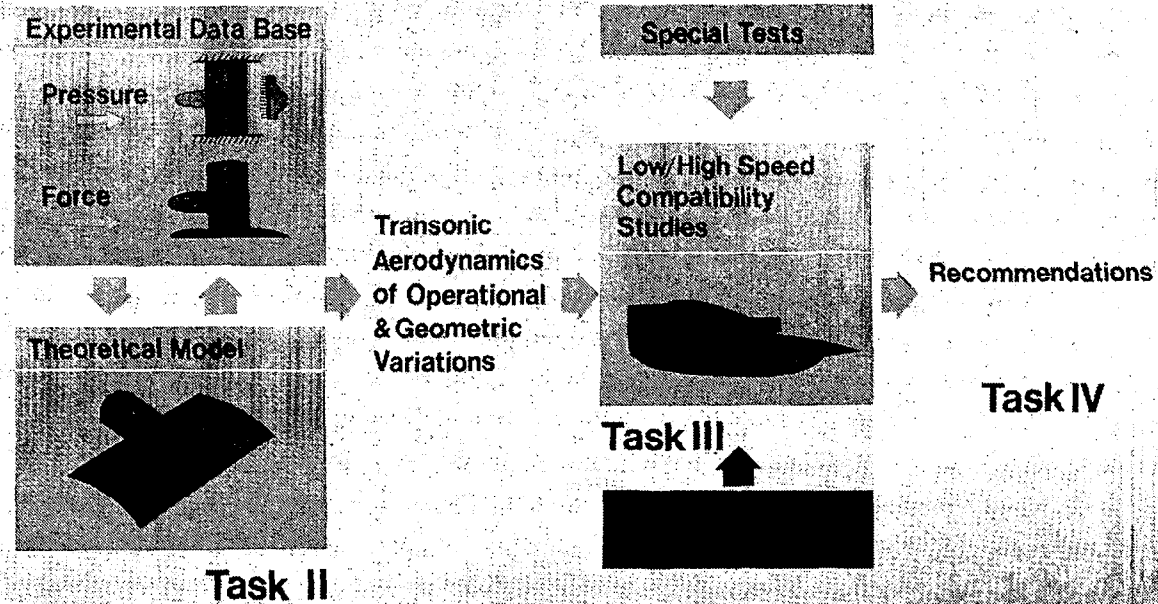 Experimental Data Base
Pressure
Force
Theoretical Model
Task II
Transonic
Aerodynamics
of Operational
& Geometric
Variations
Special Tests
Low/High Speed
Compatibility
Studies
Task III
Recommendations
Task IV